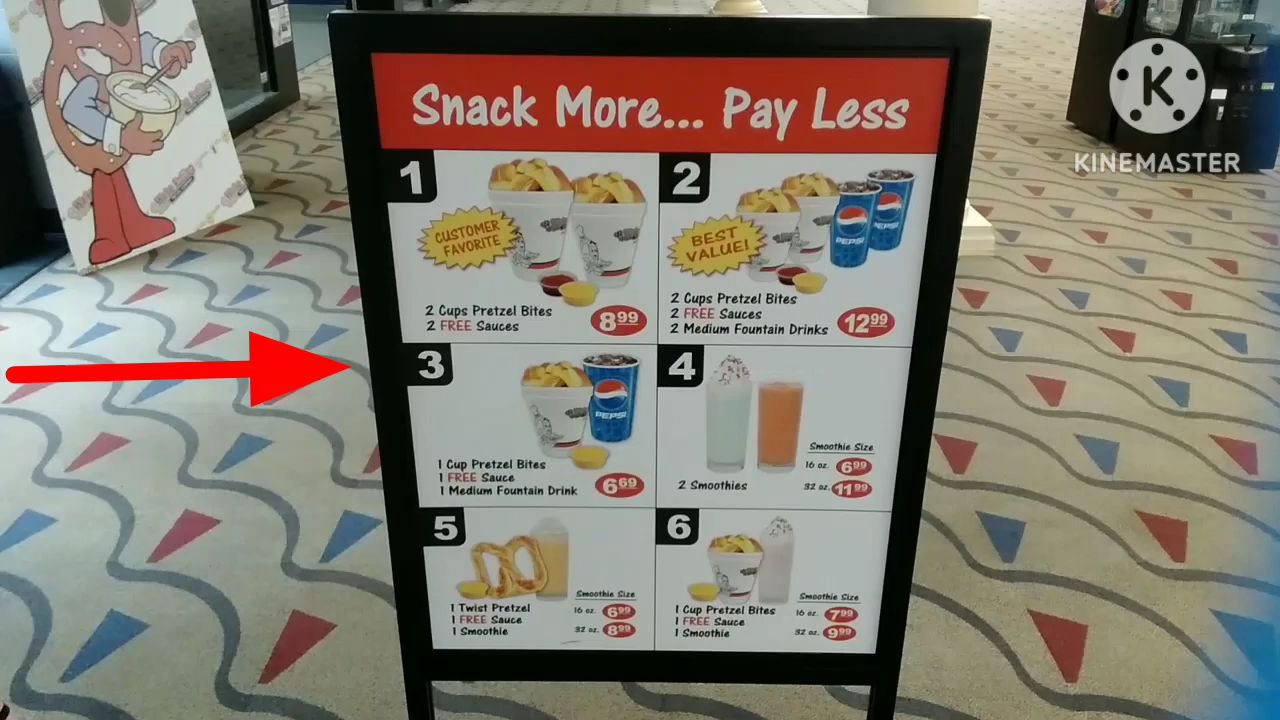 Snack More... Pay Less
1
CUSTOMER
FAVORITE
2 Cups Pretzel Bites
2 FREE Sauces
8.99
2
BEST
VALUE!
PEPSI
PEPSI
2 Cups Pretzel Bites
2 FREE Sauces
2 Medium Fountain Drinks
12.99
3
PEPSI
1 Cup Pretzel Bites
1 FREE Sauce
1 Medium Fountain Drink
6.69
4
2 Smoothies
Smoothie Size
16 oz. 6.99
32 oz. 11.99
5
1 Twist Pretzel
1 FREE Sauce
1 Smoothie
Smoothie Size
16 oz. 6.99
32 oz. 8.99
6
1 Cup Pretzel Bites
1 FREE Sauce
1 Smoothie
Smoothie Size
16 oz. 7.99
32 oz. 9.99
K
KINEMASTER